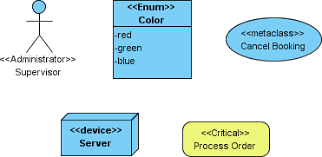 <<Administrator>>
Supervisor
<<Enum>>
Color
-red
-green
-blue
<<metaclass>>
Cancel Booking
<<device>>
Server
<<Critical>>
Process Order